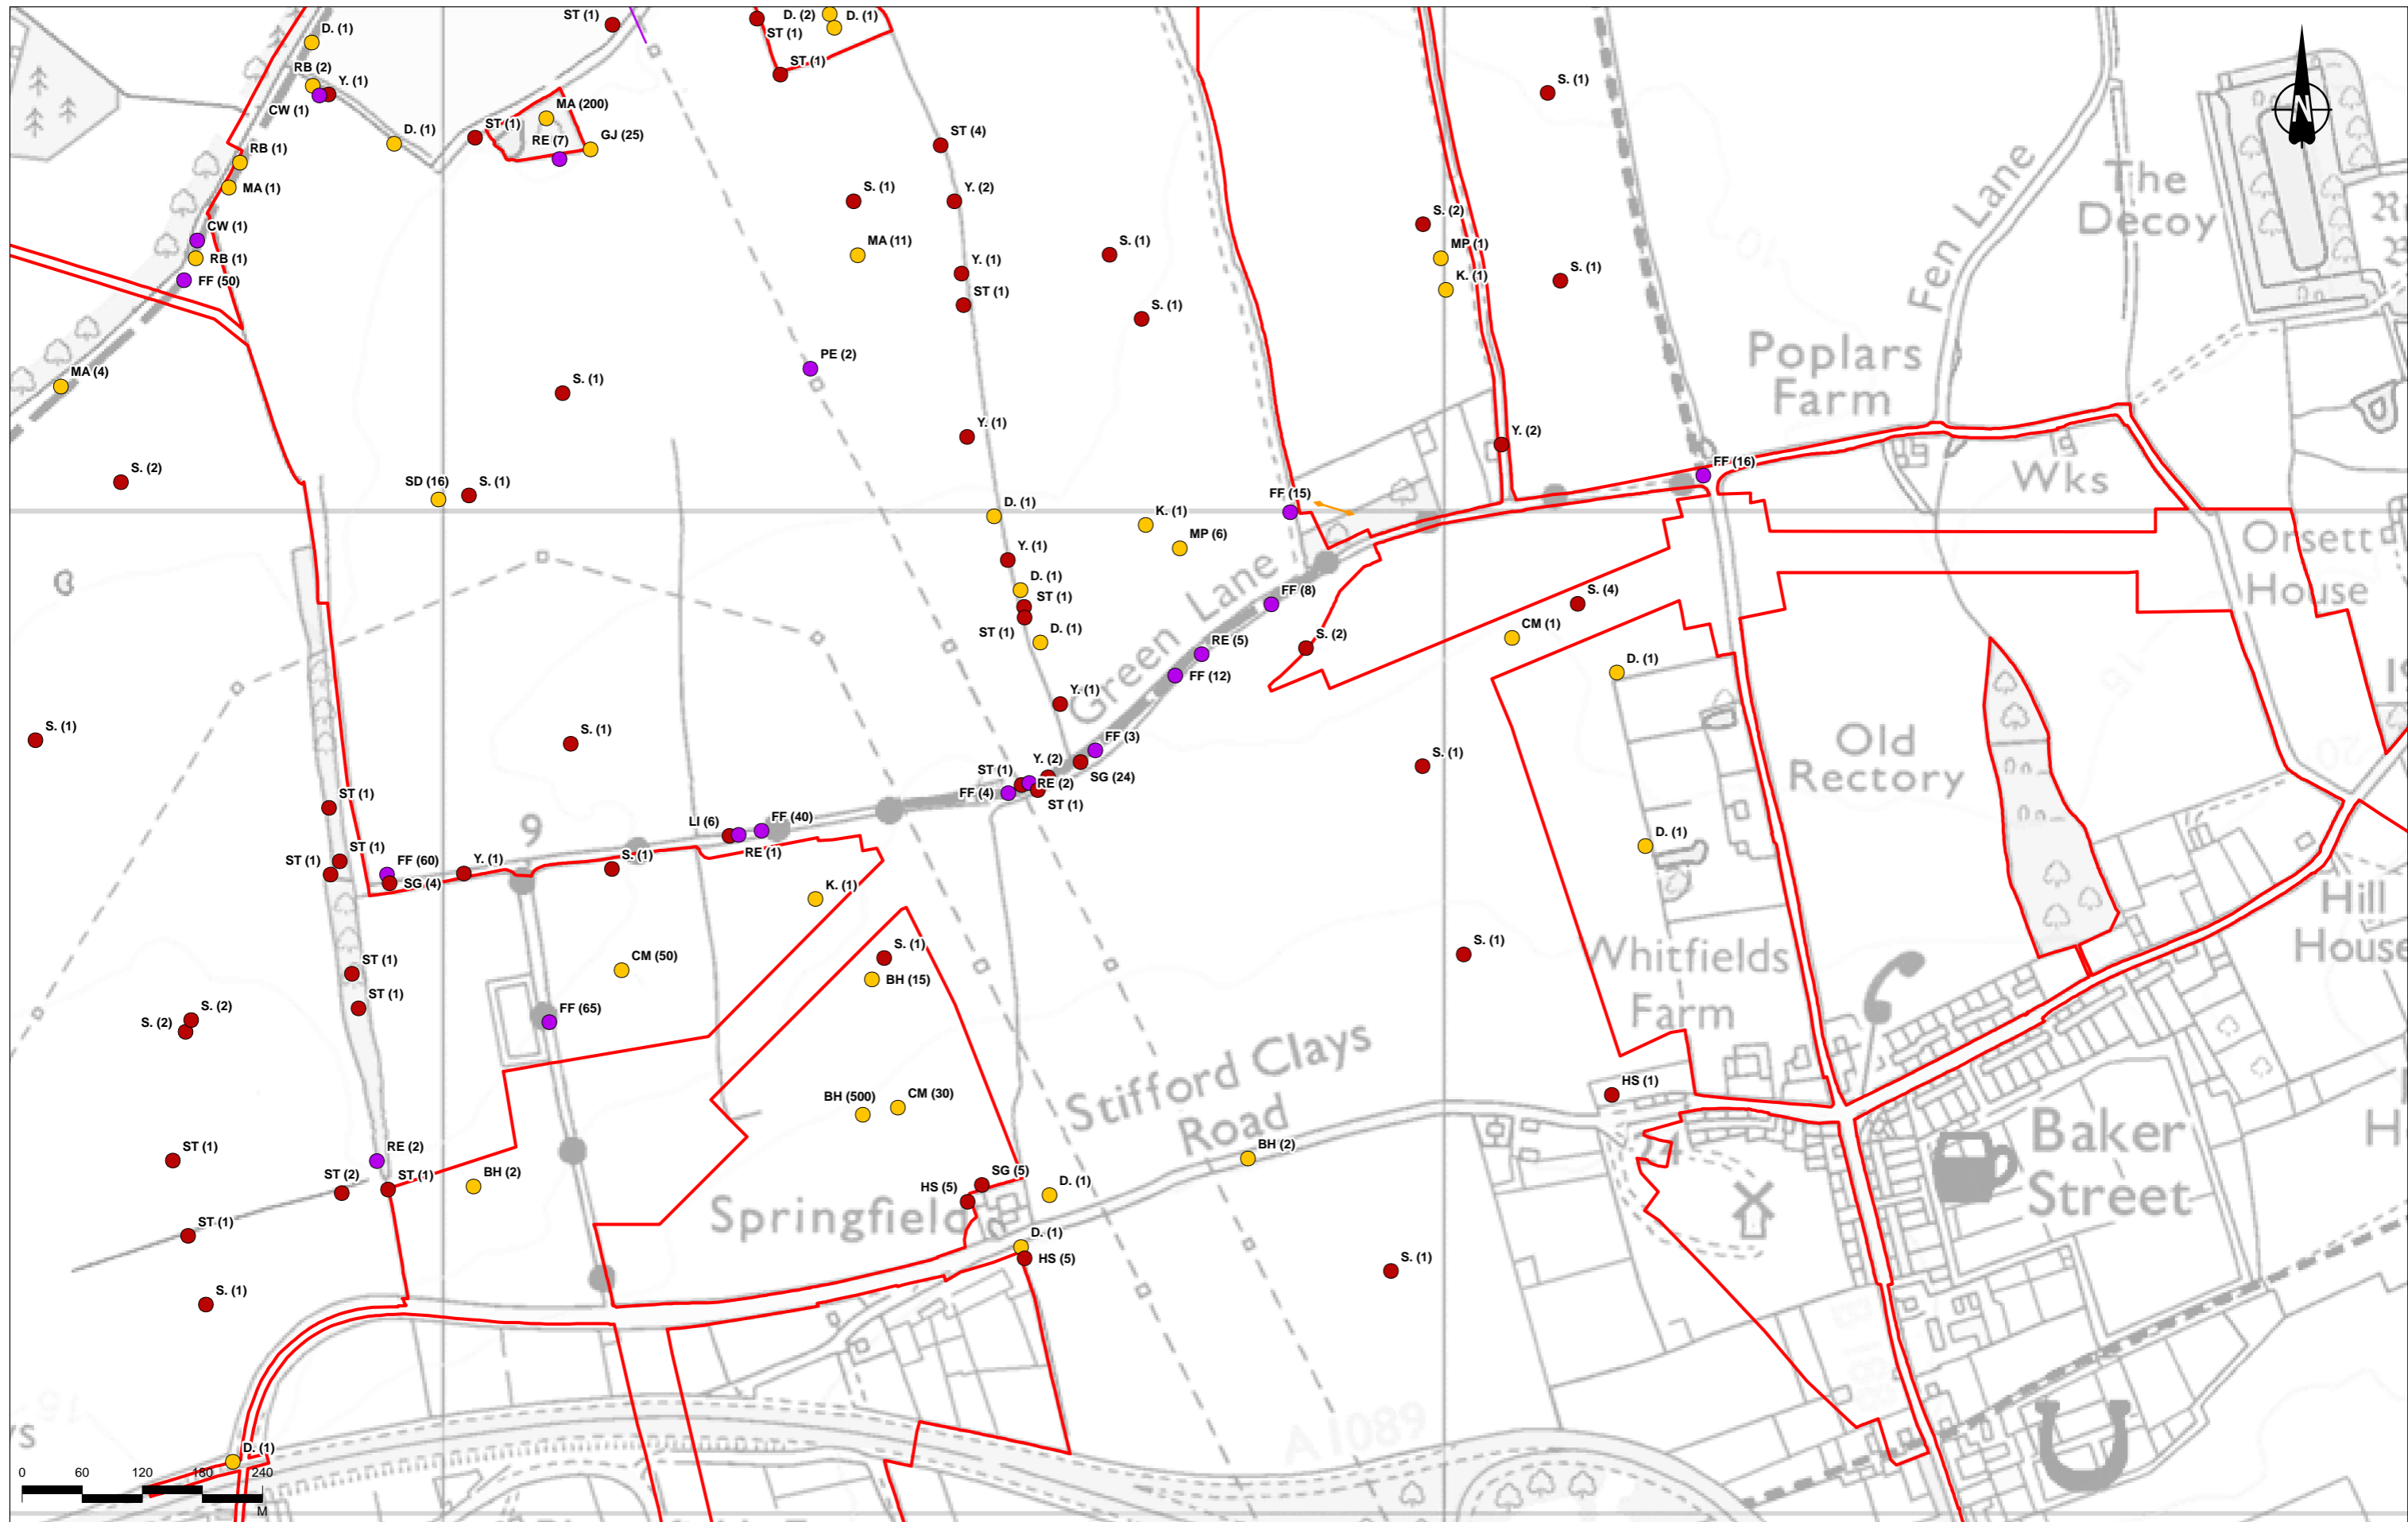 ST (1)
D. (2)
D. (1)
ST (1)
D. (1)
ST (1)
RB (2)
Y. (1)
S. (1)
CW (1)
MA (200)
N
D. (1)
ST (1)
RE (7)
GJ (25)
ST (4)
RB (1)
MA (1)
The
Decoy
Fen Lane
S. (1)
Y. (2)
S. (2)
CW (1)
MA (11)
S. (1)
MP (1)
RB (1)
Y. (1)
K. (1)
S. (1)
FF (50)
ST (1)
S. (1)
PE (2)
Poplars
Farm
MA (4)
S. (1)
Y. (1)
Y. (2)
S. (2)
FF (16)
Wks
SD (16)
S. (1)
D. (1)
FF (15)
K. (1)
MP (6)
Orsett
House
Y. (1)
D. (1)
ST (1)
ST (1)
D. (1)
Green Lane
FF (8)
S. (4)
CM (1)
RE (5)
S. (2)
FF (12)
D. (1)
15
Y. (1)
S. (1)
S. (1)
FF (3)
Old
Rectory
20
Y. (2)
SG (24)
S. (1)
ST (1)
RE (2)
FF (4)
ST (1)
ST (1)
9
LI (6)
FF (40)
RE (1)
D. (1)
ST (1)
ST (1)
FF (60)
SG (4)
Y. (1)
S. (1)
K. (1)
Hill
House
S. (1)
S. (1)
Whitfields
Farm
CM (50)
BH (15)
ST (1)
ST (1)
FF (65)
S. (2)
S. (2)
Stifford Clays
Road
BH (500)
CM (30)
HS (1)
Baker
Street
ST (1)
RE (2)
BH (2)
ST (2)
ST (1)
BH (2)
SG (5)
HS (5)
D. (1)
Springfield
ST (1)
D. (1)
HS (5)
S. (1)
S. (1)
B 188
15
A 1089
ys
D. (1)
0 60 120 180 240
M